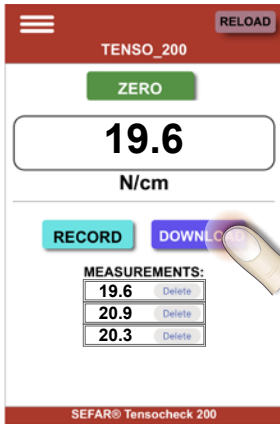 RELOAD
TENSO_200
ZERO
19.6
N/cm
RECORD DOWNLOAD
MEASUREMENTS:
19.6 Delete
20.9 Delete
20.3 Delete
SEFAR® Tensocheck 200